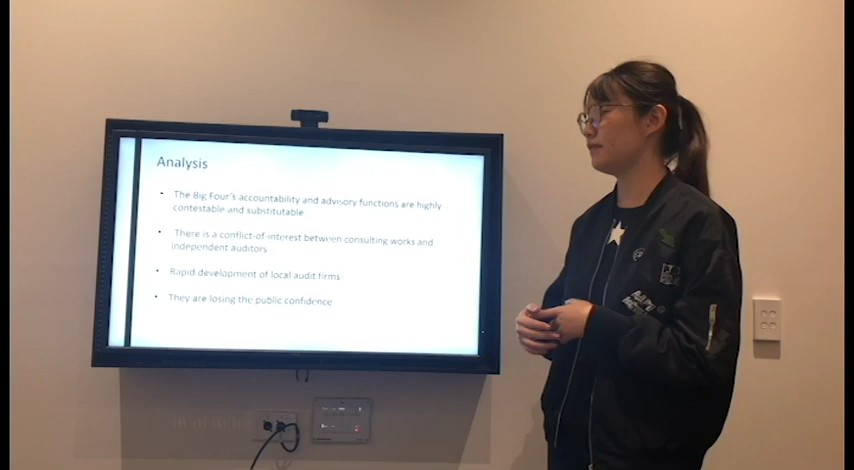 Analysis
The Big Four's accountability and advisory functions are highly
contestable and substitutable
There is a conflict-of-interest between consulting works and
independent auditors
Rapid development of local audit firms
They are losing the public confidence